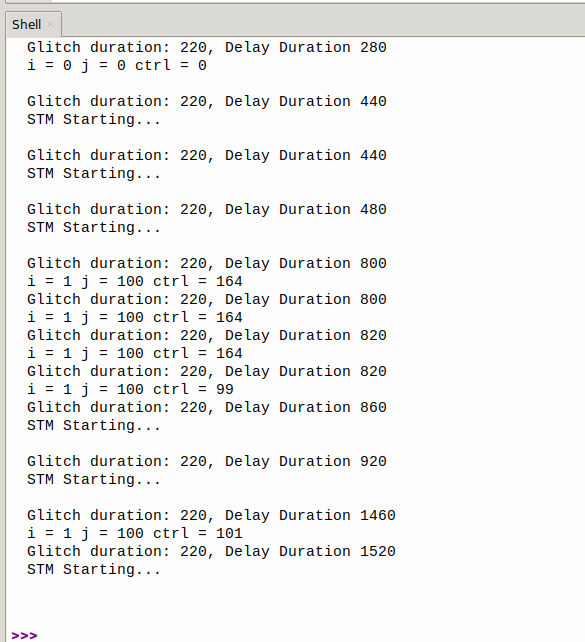 Shell ×
Glitch duration: 220, Delay Duration 280
i = 0 j = 0 ctrl = 0
Glitch duration: 220, Delay Duration 440
STM Starting...
Glitch duration: 220, Delay Duration 440
STM Starting...
Glitch duration: 220, Delay Duration 480
STM Starting...
Glitch duration: 220, Delay Duration 800
i = 1 j = 100 ctrl = 164
Glitch duration: 220, Delay Duration 800
i = 1 j = 100 ctrl = 164
Glitch duration: 220, Delay Duration 820
i = 1 j = 100 ctrl = 164
Glitch duration: 220, Delay Duration 820
i = 1 j = 100 ctrl = 99
Glitch duration: 220, Delay Duration 860
STM Starting...
Glitch duration: 220, Delay Duration 920
STM Starting...
Glitch duration: 220, Delay Duration 1460
i = 1 j = 100 ctrl = 101
Glitch duration: 220, Delay Duration 1520
STM Starting...
>>>